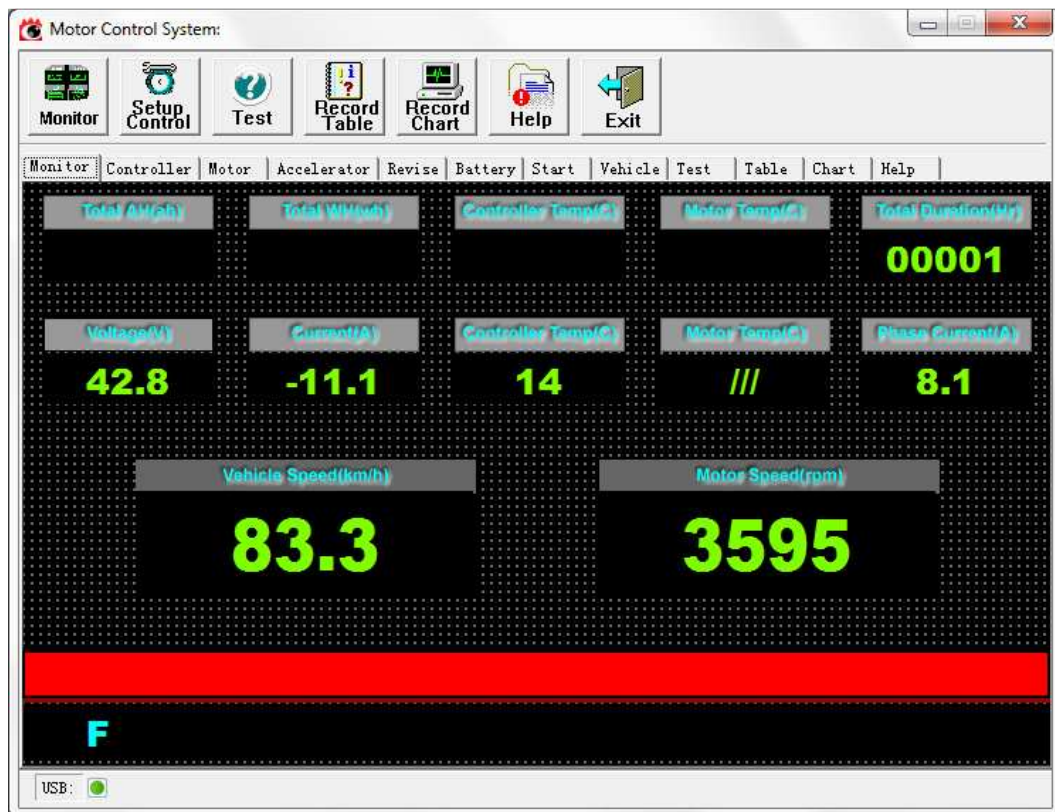 Motor Control System:
Monitor
Setup Control
Test
Record Table
Record Chart
Help
Exit
Monitor Controller Motor Accelerator Revise Battery Start Vehicle Test Table Chart Help
Total AH(ah) Total WH(wh) Controller Temp(C) Motor Temp(C) Total Duration(Hr)
00001
Voltage(V) Current(A) Controller Temp(C) Motor Temp(C) Phase Current(A)
42.8 -11.1 14 /// 8.1
Vehicle Speed(km/h) Motor Speed(rpm)
83.3 3595
F
USB: